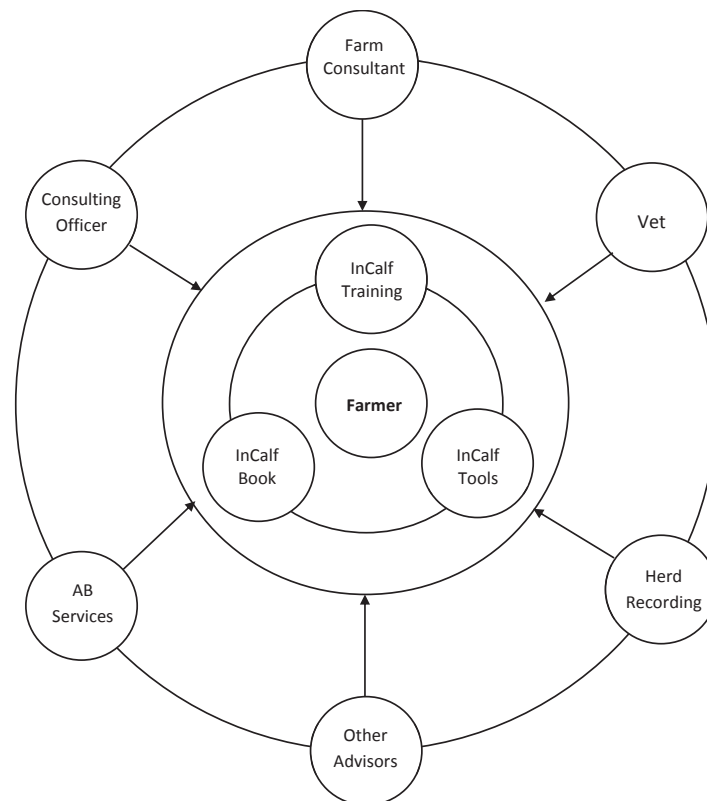 Farm
Consultant
Consulting
Officer
Vet
InCalf
Training
Farmer
InCalf
Book
InCalf
Tools
AB
Services
Herd
Recording
Other
Advisors